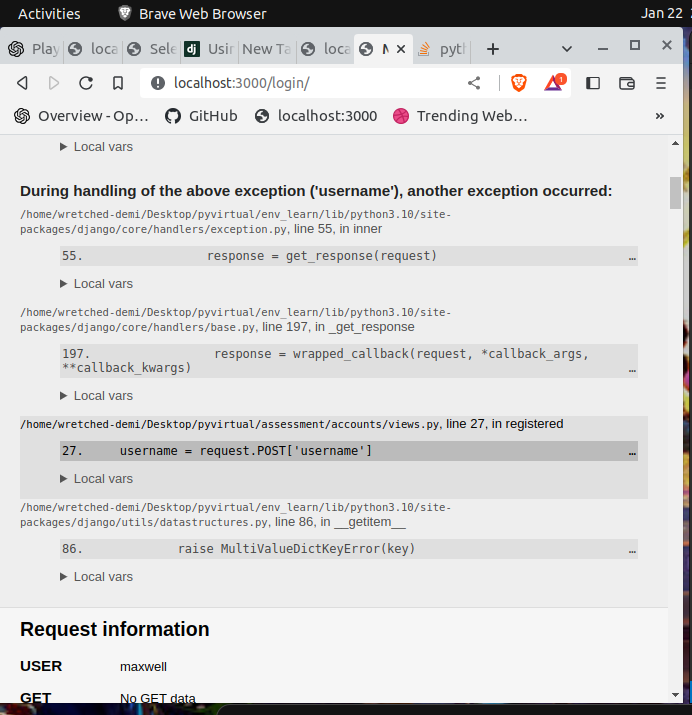 Activities Brave Web Browser Jan 22
Play loca Sele dj Usin New Ta loca M pyth
localhost:3000/login/ 1
Overview - Op… GitHub localhost:3000 Trending Web… »
Local vars
During handling of the above exception ('username'), another exception occurred:
/home/wretched-demi/Desktop/pyvirtual/env_learn/lib/python3.10/site-
packages/django/core/handlers/exception.py, line 55, in inner
55. response = get_response(request) …
Local vars
/home/wretched-demi/Desktop/pyvirtual/env_learn/lib/python3.10/site-
packages/django/core/handlers/base.py, line 197, in _get_response
197. response = wrapped_callback(request, *callback_args,
**callback_kwargs) …
Local vars
/home/wretched-demi/Desktop/pyvirtual/assessment/accounts/views.py, line 27, in registered
27. username = request.POST['username'] …
Local vars
/home/wretched-demi/Desktop/pyvirtual/env_learn/lib/python3.10/site-
packages/django/utils/datastructures.py, line 86, in __getitem__
86. raise MultiValueDictKeyError(key) …
Local vars
Request information
USER maxwell
GET No GET data